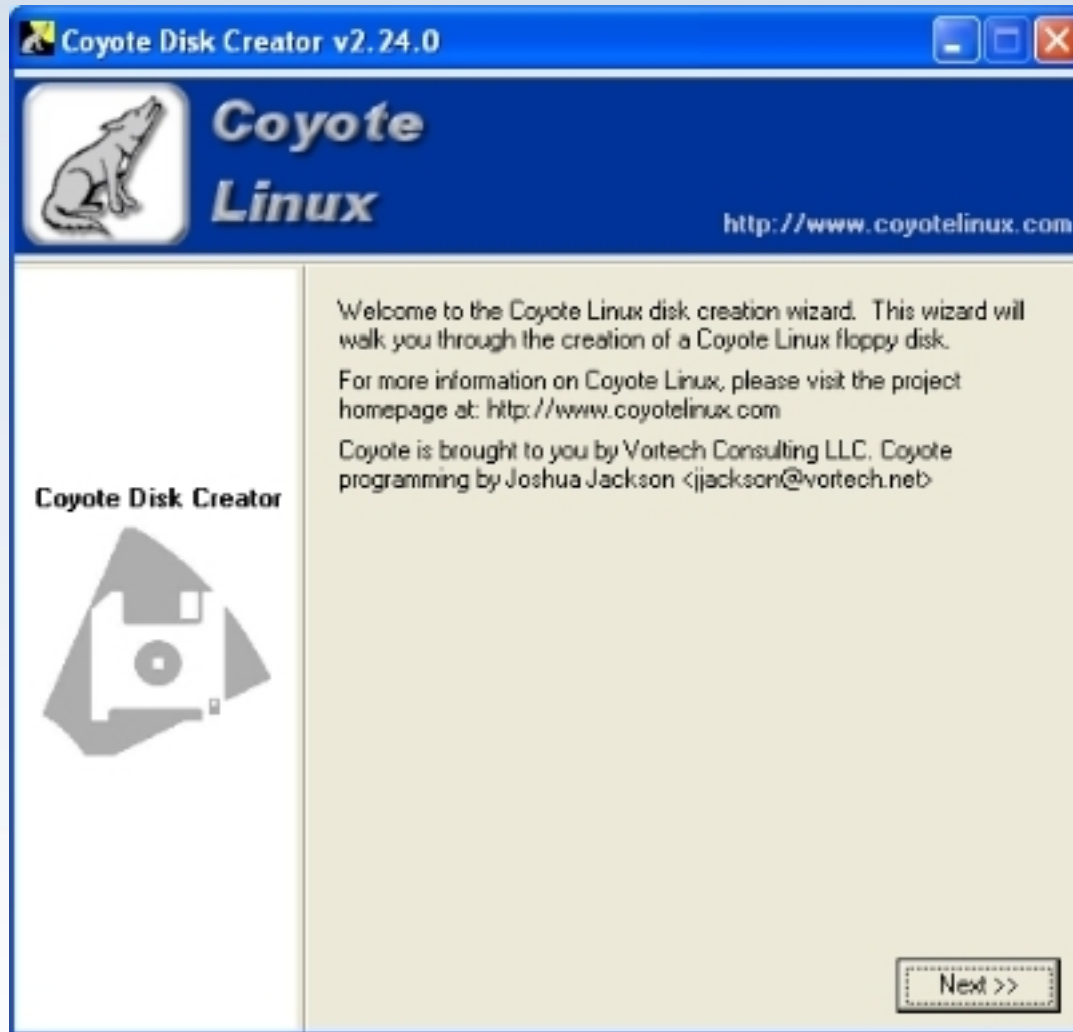 Coyote Disk Creator v2.24.0
Coyote
Linux
http://www.coyotelinux.com
Welcome to the Coyote Linux disk creation wizard. This wizard will
walk you through the creation of a Coyote Linux floppy disk.
For more information on Coyote Linux, please visit the project
homepage at: http://www.coyotelinux.com
Coyote is brought to you by Vortech Consulting LLC. Coyote
programming by Joshua Jackson <jjackson@vortech.net>
Coyote Disk Creator
Next >>